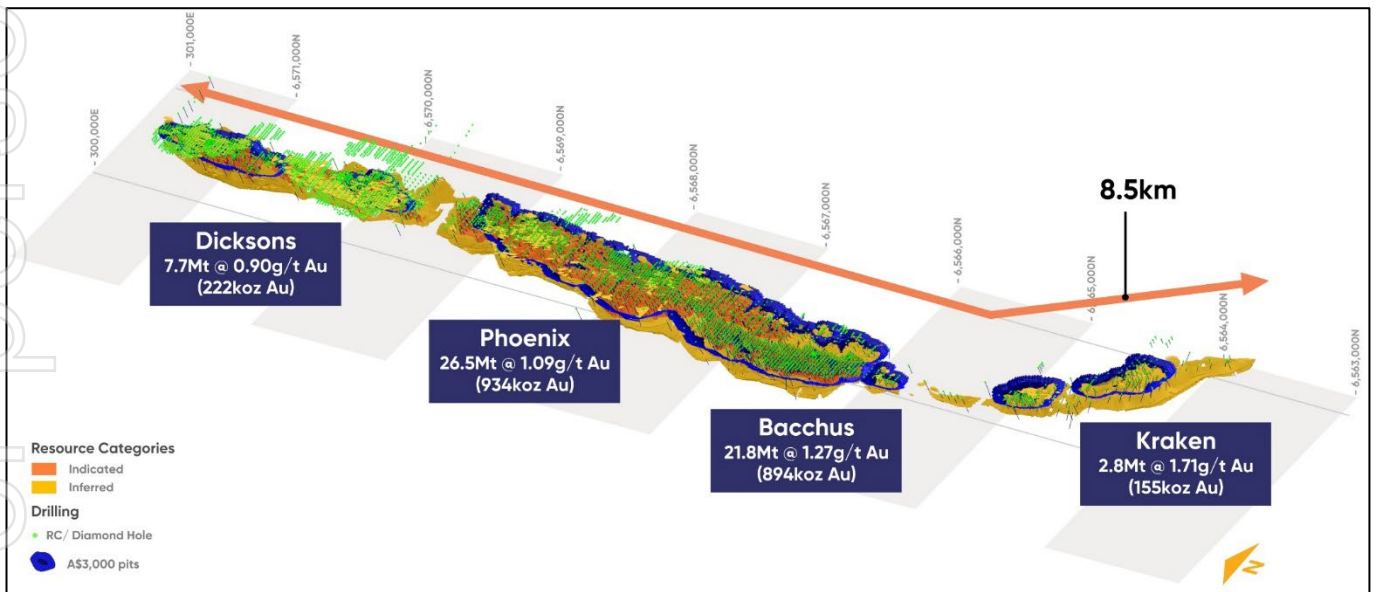 301,000E
6,571,000N
300,000E
6,570,000N
6,569,000N
6,568,000N
6,567,000N
6,566,000N
8.5km
6,565,000N
6,564,000N
6,563,000N
Dicksons
7.7Mt @ 0.90g/t Au
(222koz Au)
Phoenix
26.5Mt @ 1.09g/t Au
(934koz Au)
Bacchus
21.8Mt @ 1.27g/t Au
(894koz Au)
Kraken
2.8Mt @ 1.71g/t Au
(155koz Au)
Resource Categories
Indicated
Inferred
Drilling
RC/ Diamond Hole
A$3,000 pits
N